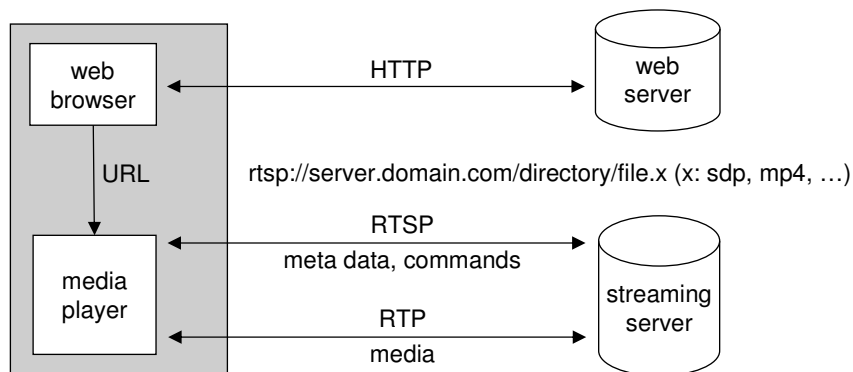 web
browser
HTTP
web
server
URL
rtsp://server.domain.com/directory/file.x (x: sdp, mp4, …)
RTSP
meta data, commands
media
player
streaming
server
RTP
media